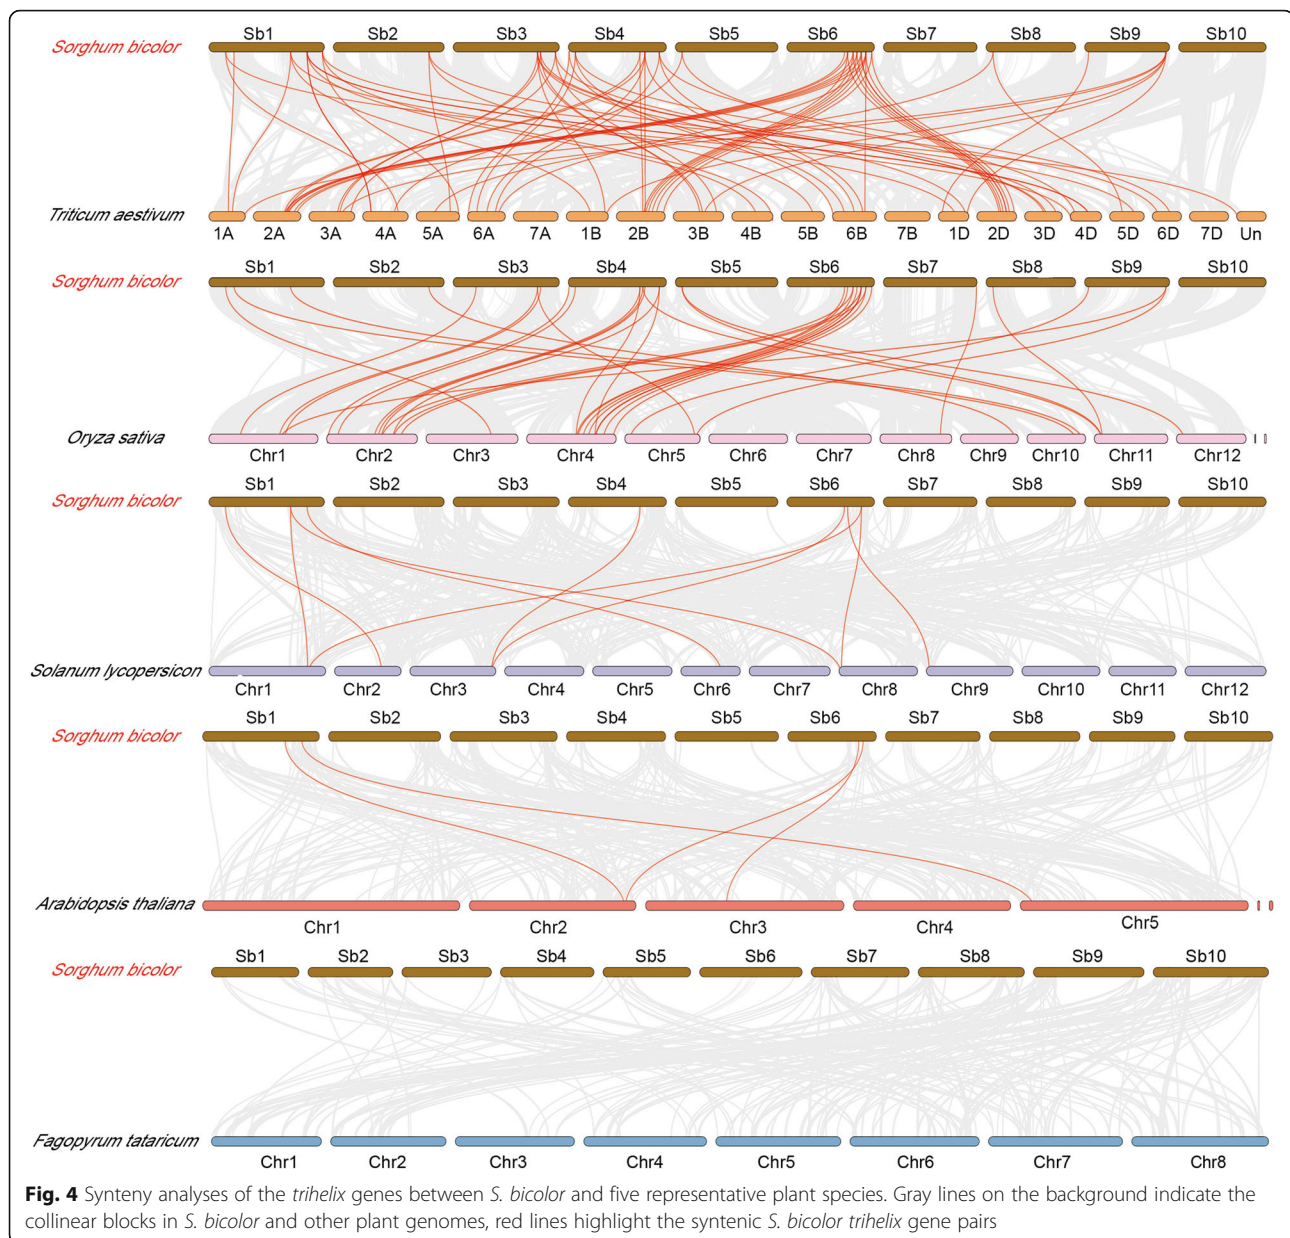 Sb1 Sb2 Sb3 Sb4 Sb5 Sb6 Sb7 Sb8 Sb9 Sb10
Sorghum bicolor
Triticum aestivum
1A 2A 3A 4A 5A 6A 7A 1B 2B 3B 4B 5B 6B 7B 1D 2D 3D 4D 5D 6D 7D Un
Sb1 Sb2 Sb3 Sb4 Sb5 Sb6 Sb7 Sb8 Sb9 Sb10
Sorghum bicolor
Oryza sativa
Chr1 Chr2 Chr3 Chr4 Chr5 Chr6 Chr7 Chr8 Chr9 Chr10 Chr11 Chr12
Sb1 Sb2 Sb3 Sb4 Sb5 Sb6 Sb7 Sb8 Sb9 Sb10
Sorghum bicolor
Solanum lycopersicon
Chr1 Chr2 Chr3 Chr4 Chr5 Chr6 Chr7 Chr8 Chr9 Chr10 Chr11 Chr12
Sb1 Sb2 Sb3 Sb4 Sb5 Sb6 Sb7 Sb8 Sb9 Sb10
Sorghum bicolor
Arabidopsis thaliana
Chr1 Chr2 Chr3 Chr4 Chr5
Sb1 Sb2 Sb3 Sb4 Sb5 Sb6 Sb7 Sb8 Sb9 Sb10
Sorghum bicolor
Fagopyrum tataricum
Chr1 Chr2 Chr3 Chr4 Chr5 Chr6 Chr7 Chr8
Fig. 4 Synteny analyses of the trihelix genes between S. bicolor and five representative plant species. Gray lines on the background indicate the
collinear blocks in S. bicolor and other plant genomes, red lines highlight the syntenic S. bicolor trihelix gene pairs